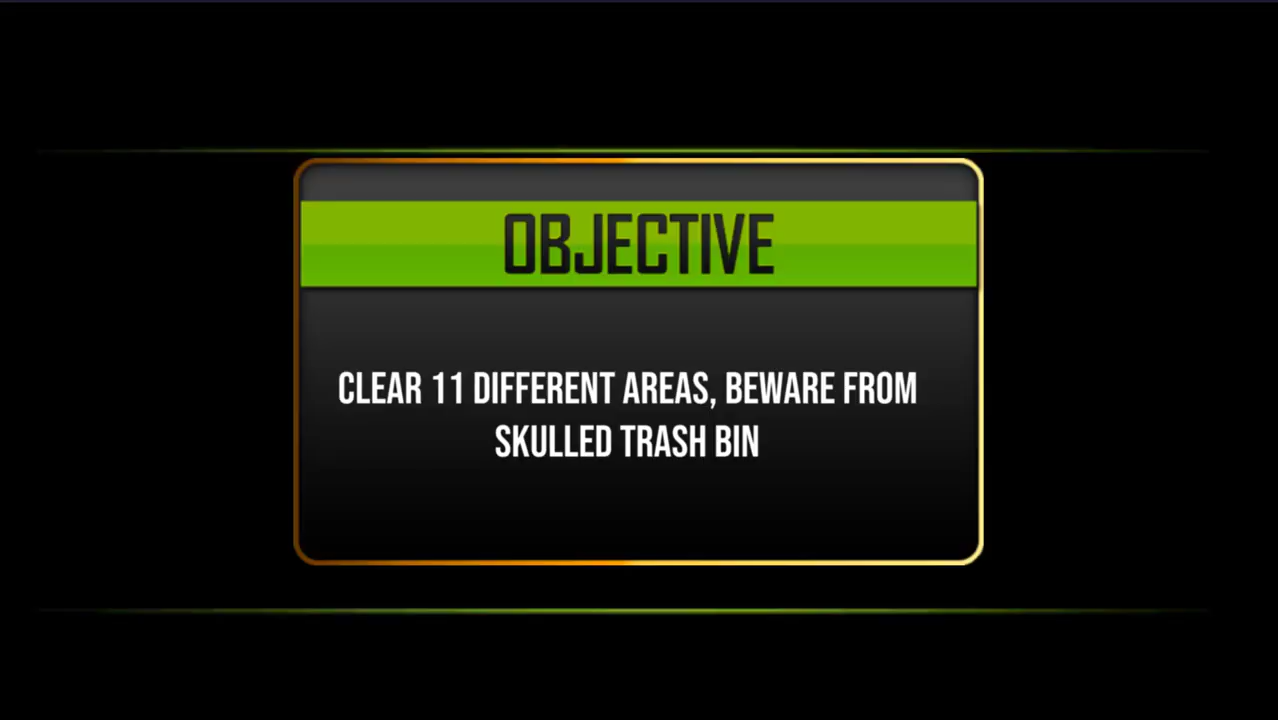 OBJECTIVE
CLEAR 11 DIFFERENT AREAS, BEWARE FROM
SKULLED TRASH BIN